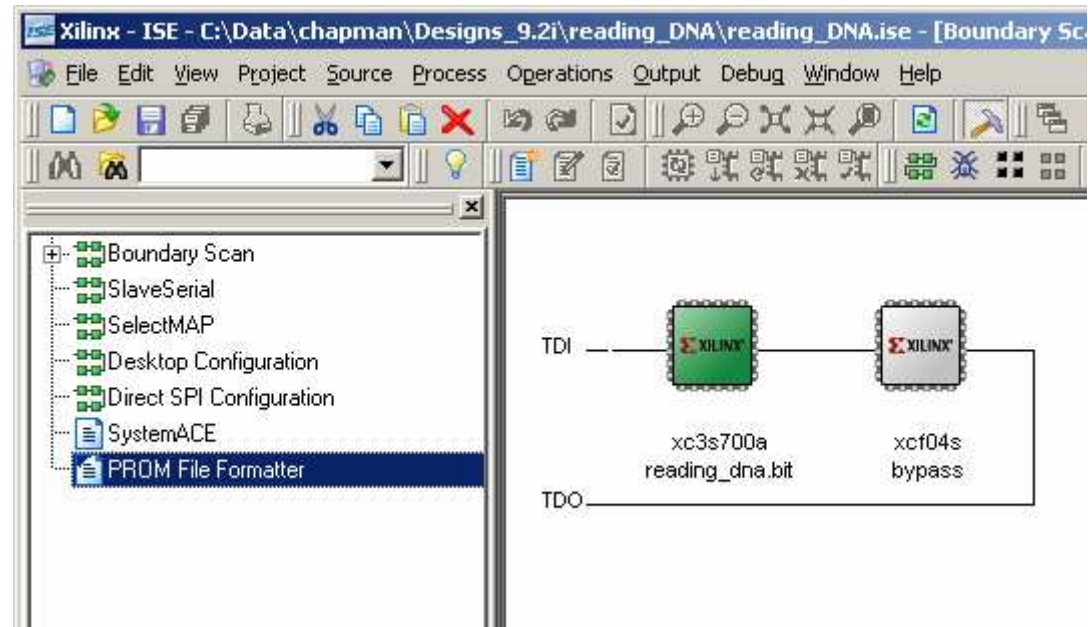 ISE Xilinx - ISE - C:\Data\chapman\Designs_9.2i\reading_DNA\reading_DNA.ise - [Boundary Sca
File Edit View Project Source Process Operations Output Debug Window Help
Boundary Scan
SlaveSerial
SelectMAP
Desktop Configuration
Direct SPI Configuration
SystemACE
PROM File Formatter
TDI
XILINX
XILINX
xc3s700a
reading_dna.bit
xcf04s
bypass
TDO